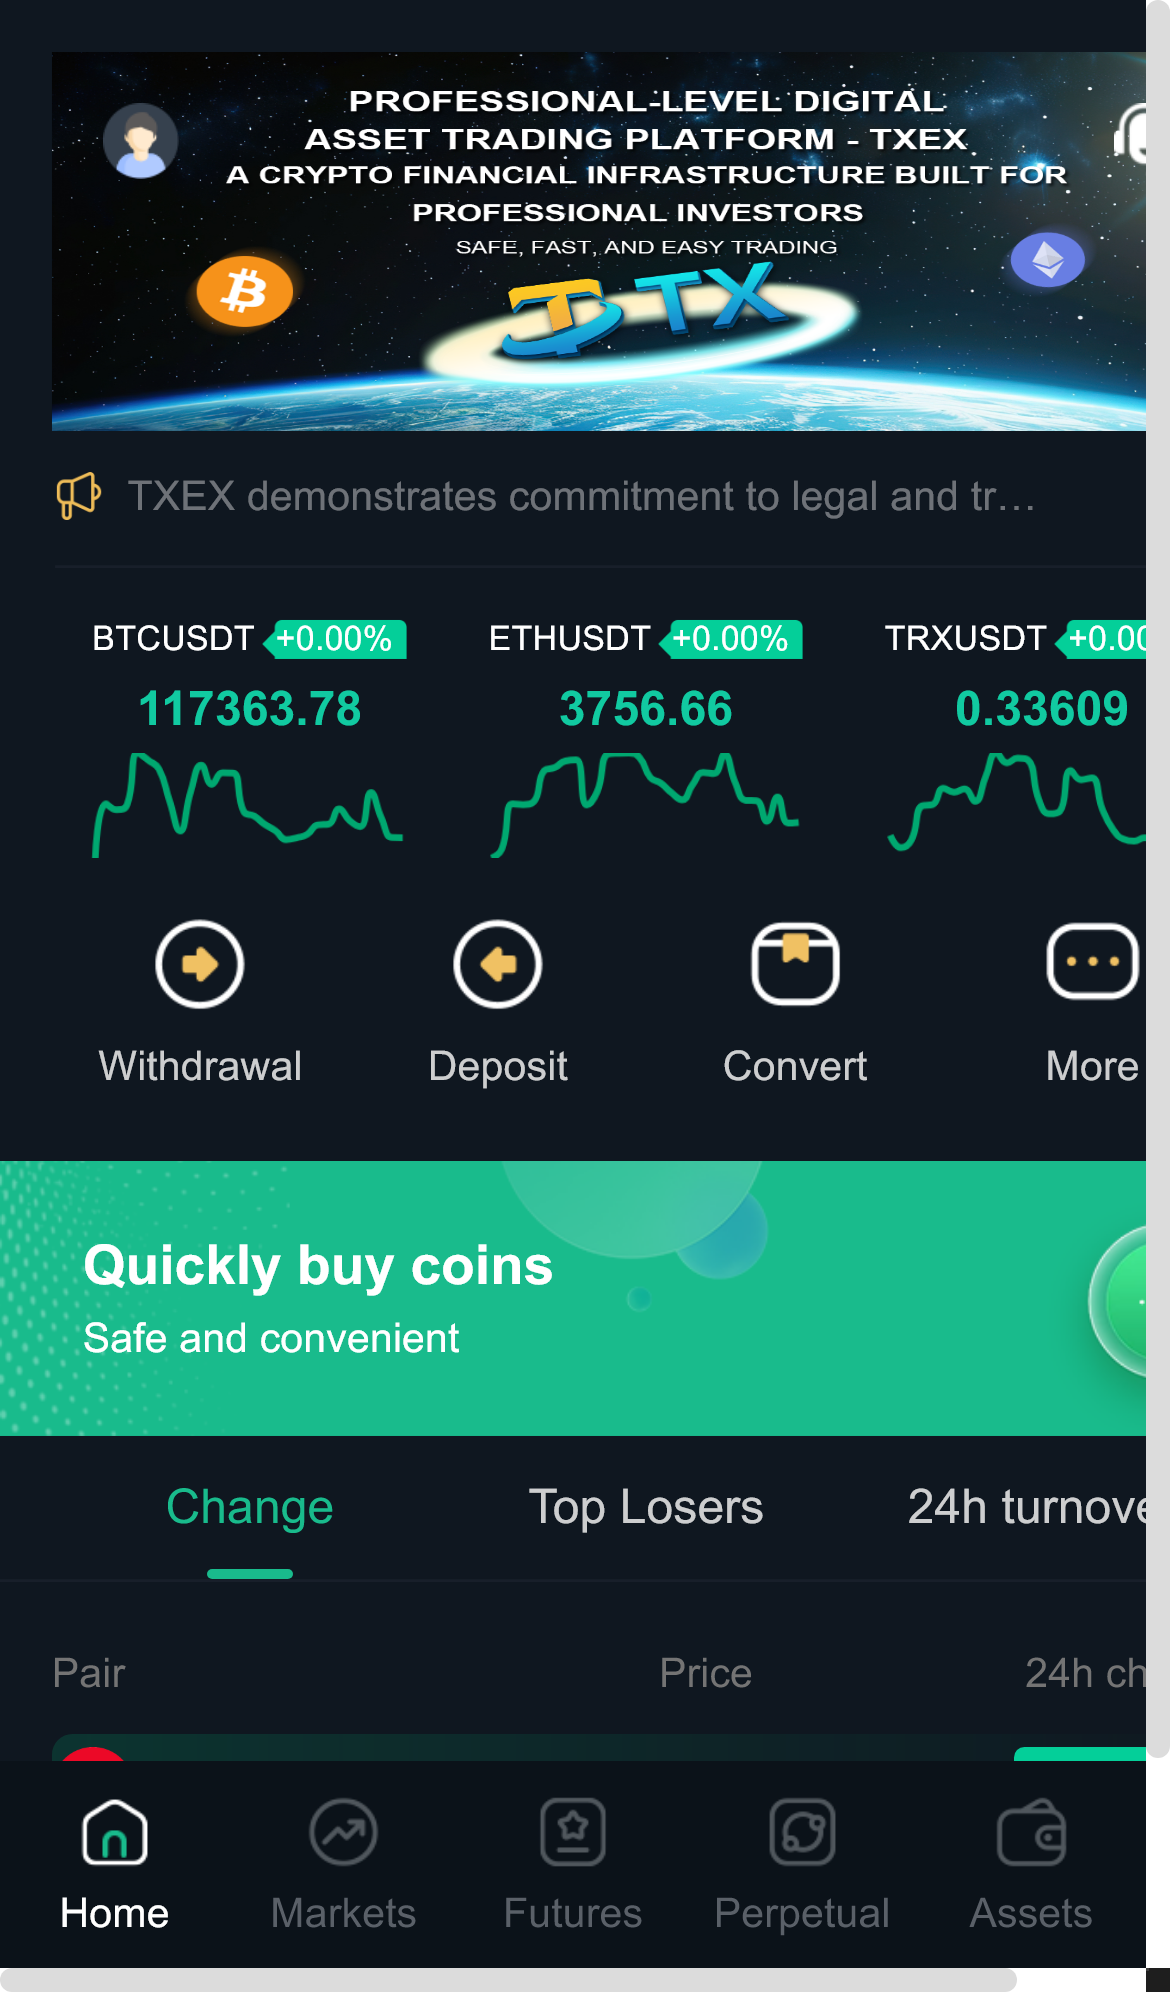 PROFESSIONAL-LEVEL DIGITAL
ASSET TRADING PLATFORM - TXEX
A CRYPTO FINANCIAL INFRASTRUCTURE BUILT FOR
PROFESSIONAL INVESTORS
SAFE, FAST, AND EASY TRADING
TX
TXEX demonstrates commitment to legal and tr...
BTCUSDT +0.00% ETHUSDT +0.00% TRXUSDT +0.00
117363.78 3756.66 0.33609
Withdrawal Deposit Convert More
Quickly buy coins
Safe and convenient
Change Top Losers 24h turnove
Pair Price 24h ch
Home Markets Futures Perpetual Assets